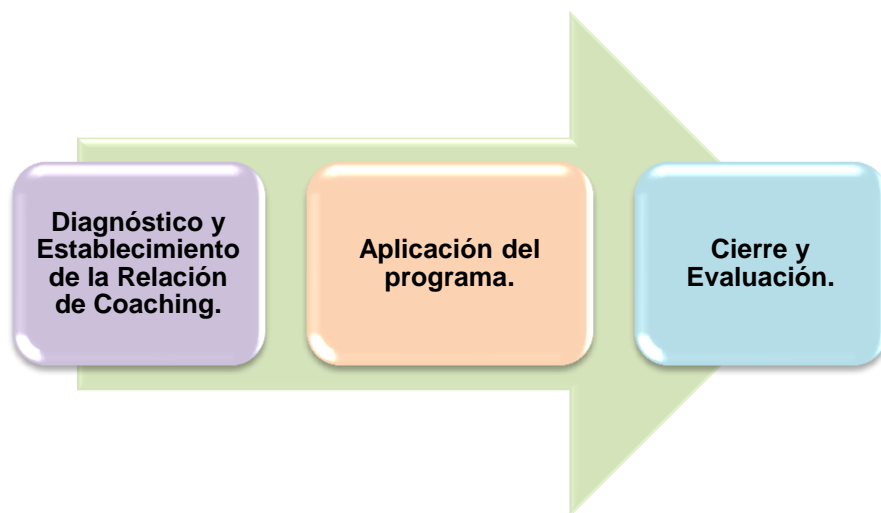 Diagnóstico y
Establecimiento
de la Relación
de Coaching.
Aplicación del
programa.
Cierre y
Evaluación.